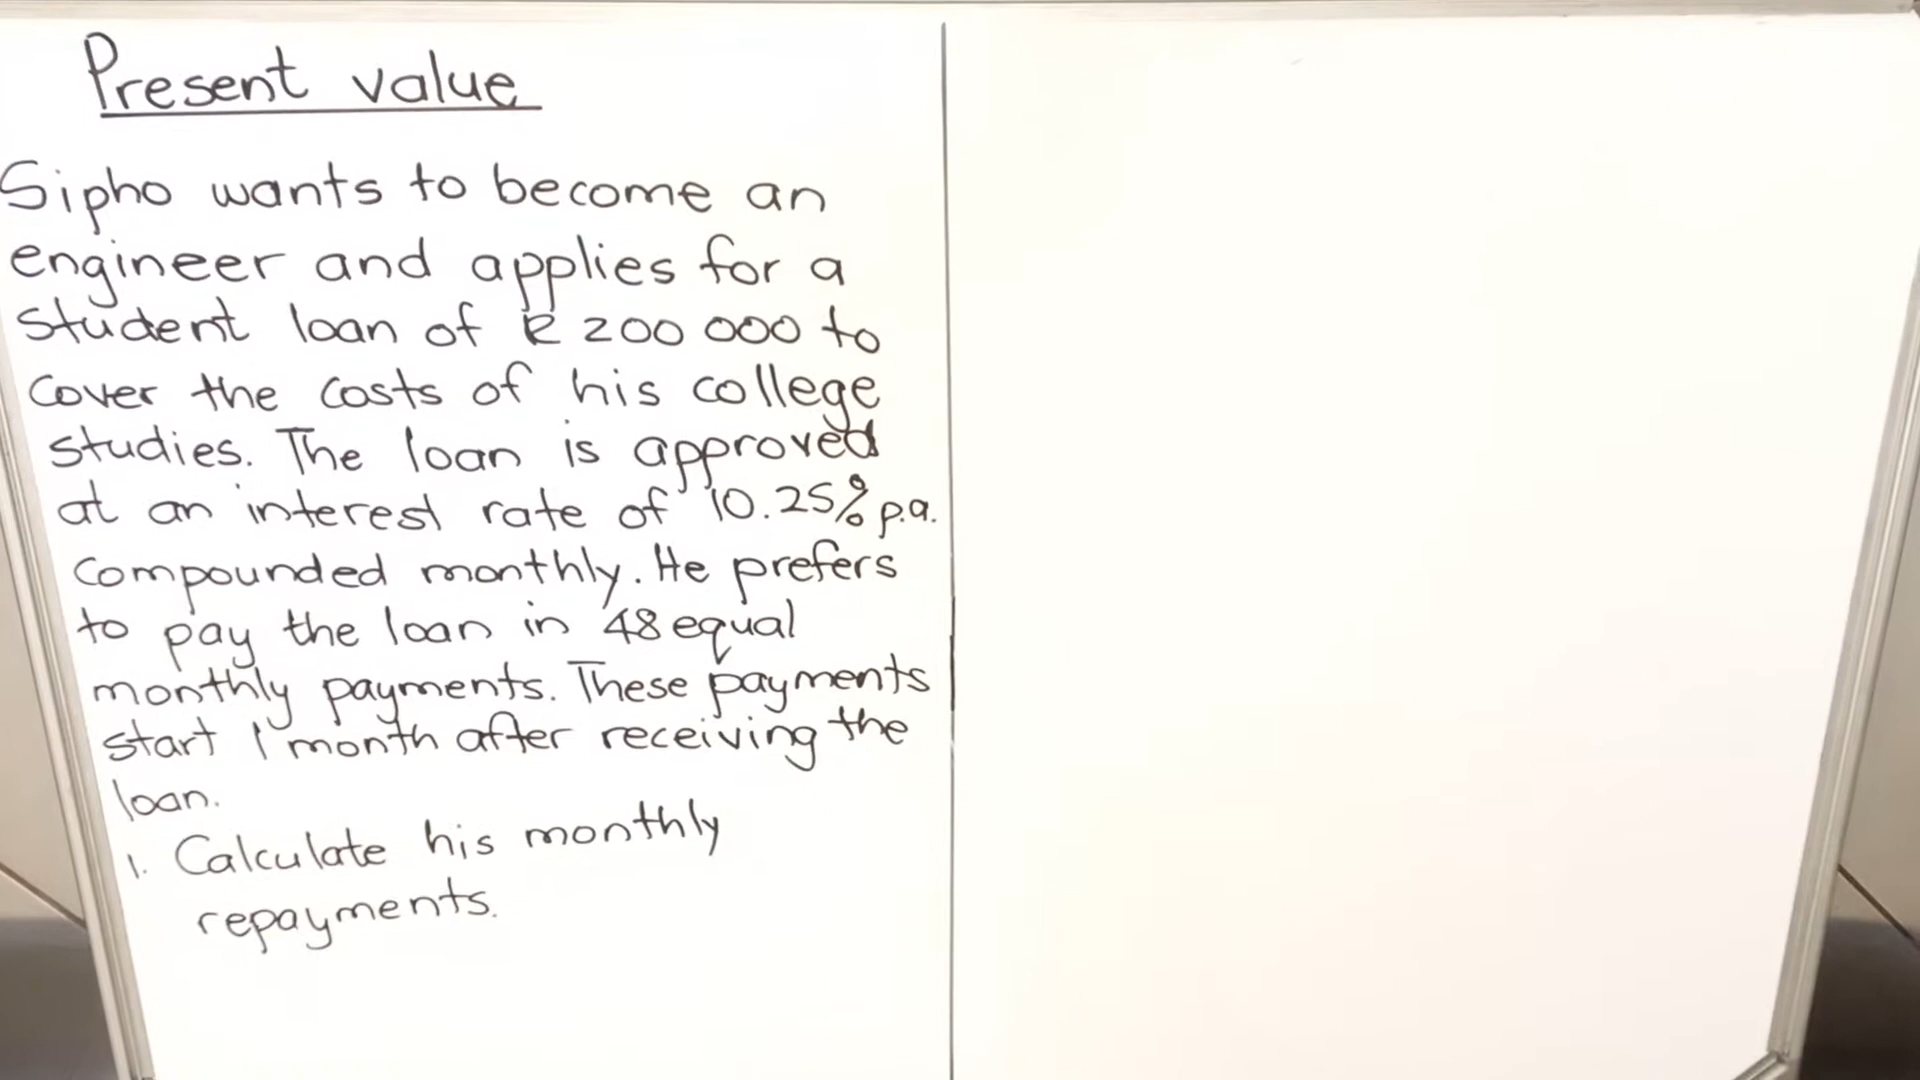 Present value
Sipho wants to become an
engineer and applies for a
student loan of R 200 000 to
cover the costs of his college
studies. The loan is approved
at an interest rate of 10.25% p.a.
compounded monthly. He prefers
to pay the loan in 48 equal
monthly payments. These payments
start 1 month after receiving the
loan.
1. Calculate his monthly
repayments.